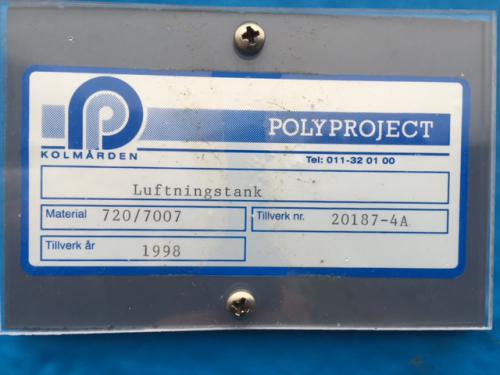 POLYPROJECT
KOLMÅRDEN
Tel: 011-32 01 00
Luftningstank
Material 720/7007 Tillverk nr. 20187-4A
Tillverk år 1998